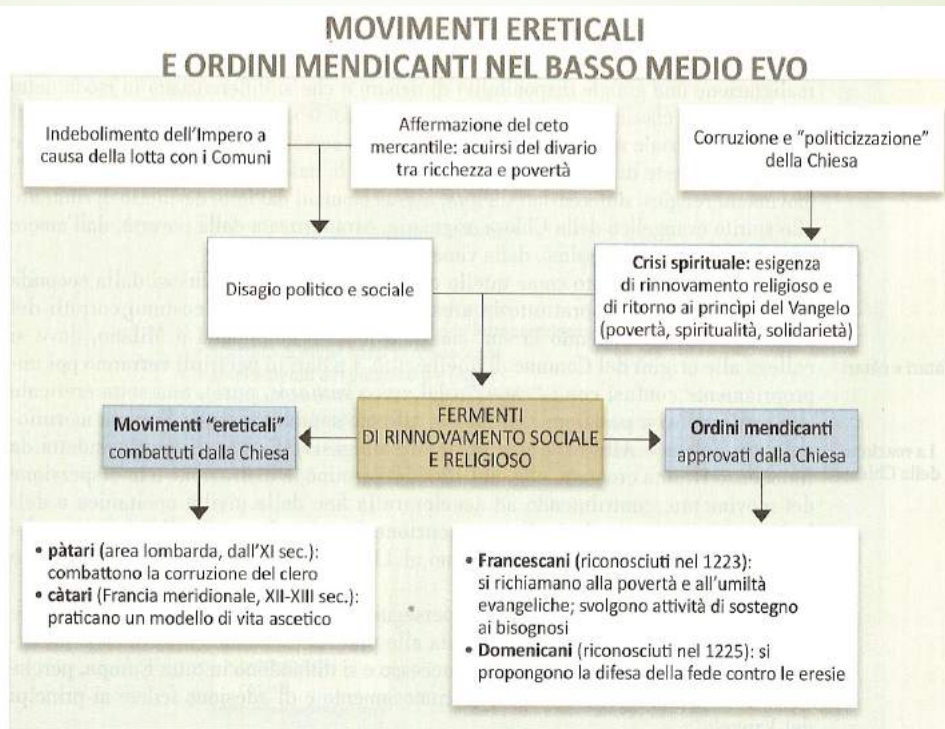 MOVIMENTI ERETICALI
E ORDINI MENDICANTI NEL BASSO MEDIO EVO
Indebolimento dell'Impero a
causa della lotta con i Comuni
Affermazione del ceto
mercantile: acuirsi del divario
tra ricchezza e povertà
Corruzione e "politicizzazione"
della Chiesa
Disagio politico e sociale
Crisi spirituale: esigenza
di rinnovamento religioso e
di ritorno ai princìpi del Vangelo
(povertà, spiritualità, solidarietà)
Movimenti "ereticali"
combattuti dalla Chiesa
FERMENTI
DI RINNOVAMENTO SOCIALE
E RELIGIOSO
Ordini mendicanti
approvati dalla Chiesa
• pàtari (area lombarda, dall'XI sec.):
combattono la corruzione del clero
• càtari (Francia meridionale, XII-XIII sec.):
praticano un modello di vita ascetico
• Francescani (riconosciuti nel 1223):
si richiamano alla povertà e all'umiltà
evangeliche; svolgono attività di sostegno
ai bisognosi
• Domenicani (riconosciuti nel 1225): si
propongono la difesa della fede contro le eresie